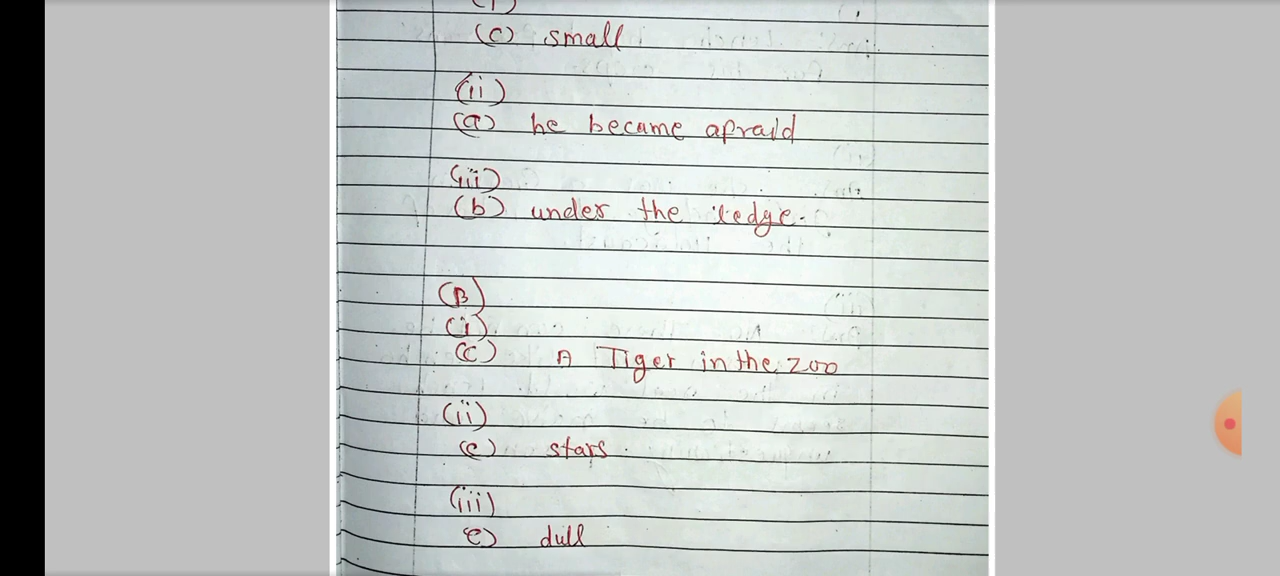 (i)
(c) small
(ii)
(a) he became afraid
(iii)
(b) under the ledge.
(B)
(i)
(c) A Tiger in the zoo
(ii)
(c) stars.
(iii)
(c) dull